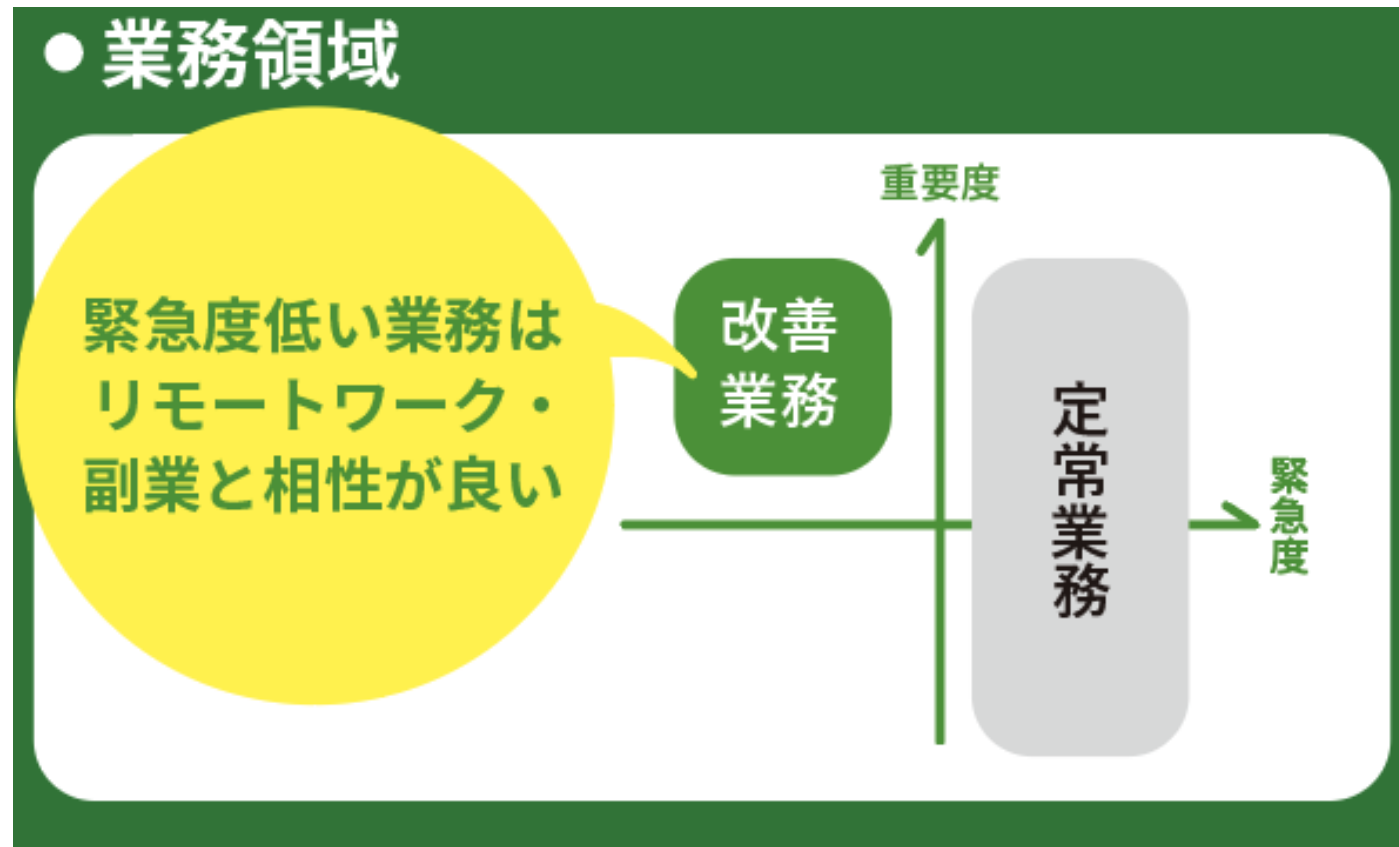 ● 業務領域
緊急度低い業務は
リモートワーク・
副業と相性が良い
重要度
改善
業務
定常業務
緊急度